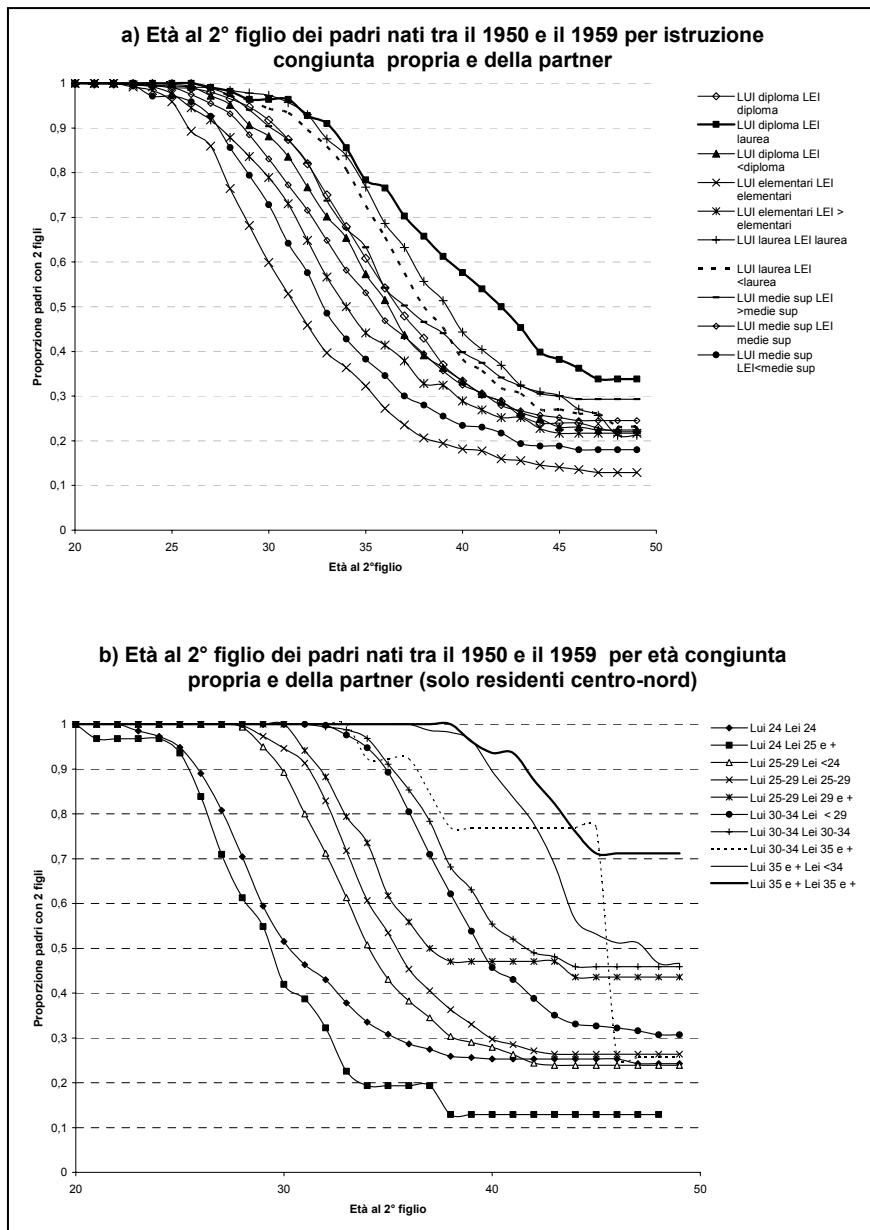 a) Età al 2° figlio dei padri nati tra il 1950 e il 1959 per istruzione
congiunta propria e della partner
Proporzione padri con 2 figli
1
0,9
0,8
0,7
0,6
0,5
0,4
0,3
0,2
0,1
0
20 25 30 35 40 45 50
Età al 2°figlio
LUI diploma LEI
diploma
LUI diploma LEI
laurea
LUI diploma LEI
<diploma
LUI elementari LEI
elementari
LUI elementari LEI >
elementari
LUI laurea LEI laurea
LUI laurea LEI
<laurea
LUI medie sup LEI
>medie sup
LUI medie sup LEI
medie sup
LUI medie sup
LEI<medie sup
b) Età al 2° figlio dei padri nati tra il 1950 e il 1959 per età congiunta
propria e della partner (solo residenti centro-nord)
Proporzione padri con 2 figli
1
0,9
0,8
0,7
0,6
0,5
0,4
0,3
0,2
0,1
0
20 30 40 50
Età al 2° figlio
Lui 24 Lei 24
Lui 24 Lei 25 e +
Lui 25-29 Lei <24
Lui 25-29 Lei 25-29
Lui 25-29 Lei 29 e +
Lui 30-34 Lei < 29
Lui 30-34 Lei 30-34
Lui 30-34 Lei 35 e +
Lui 35 e + Lei <34
Lui 35 e + Lei 35 e +